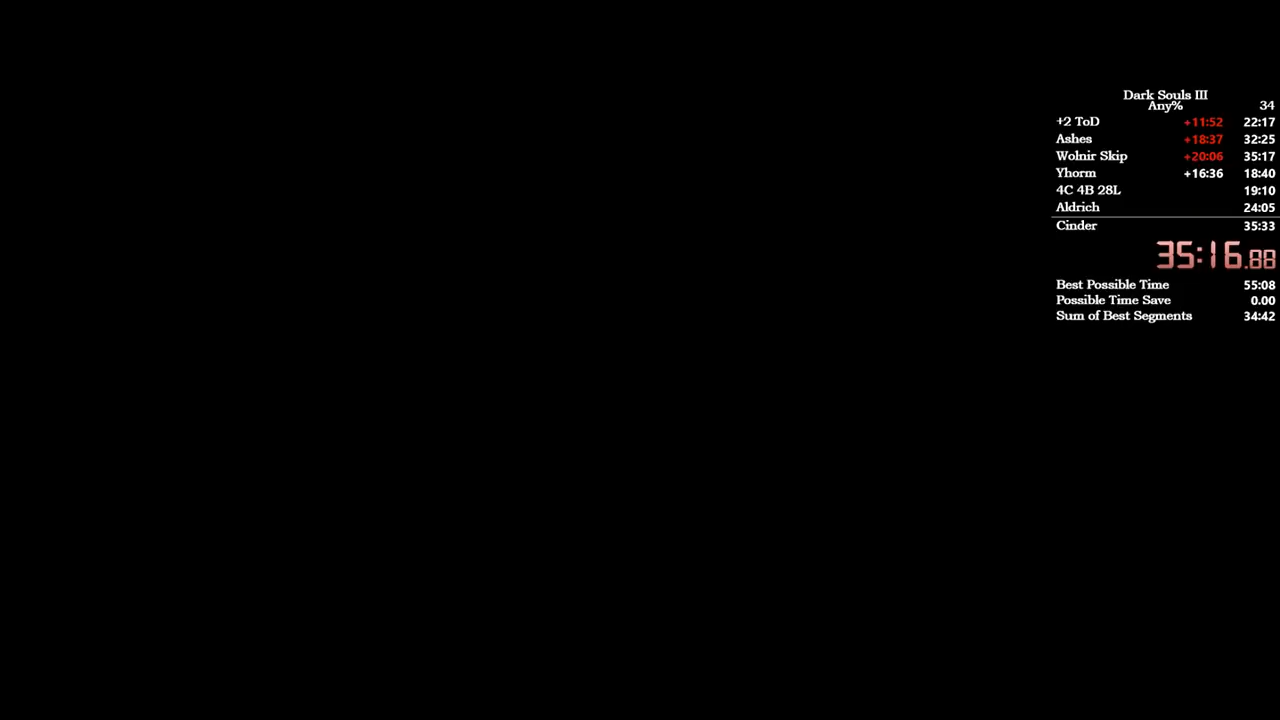 Dark Souls III
Any% 34
+2 ToD +11:52 22:17
Ashes +18:37 32:25
Wolnir Skip +20:06 35:17
Yhorm +16:36 18:40
4C 4B 28L 19:10
Aldrich 24:05
Cinder 35:33
35:16.88
Best Possible Time 55:08
Possible Time Save 0.00
Sum of Best Segments 34:42